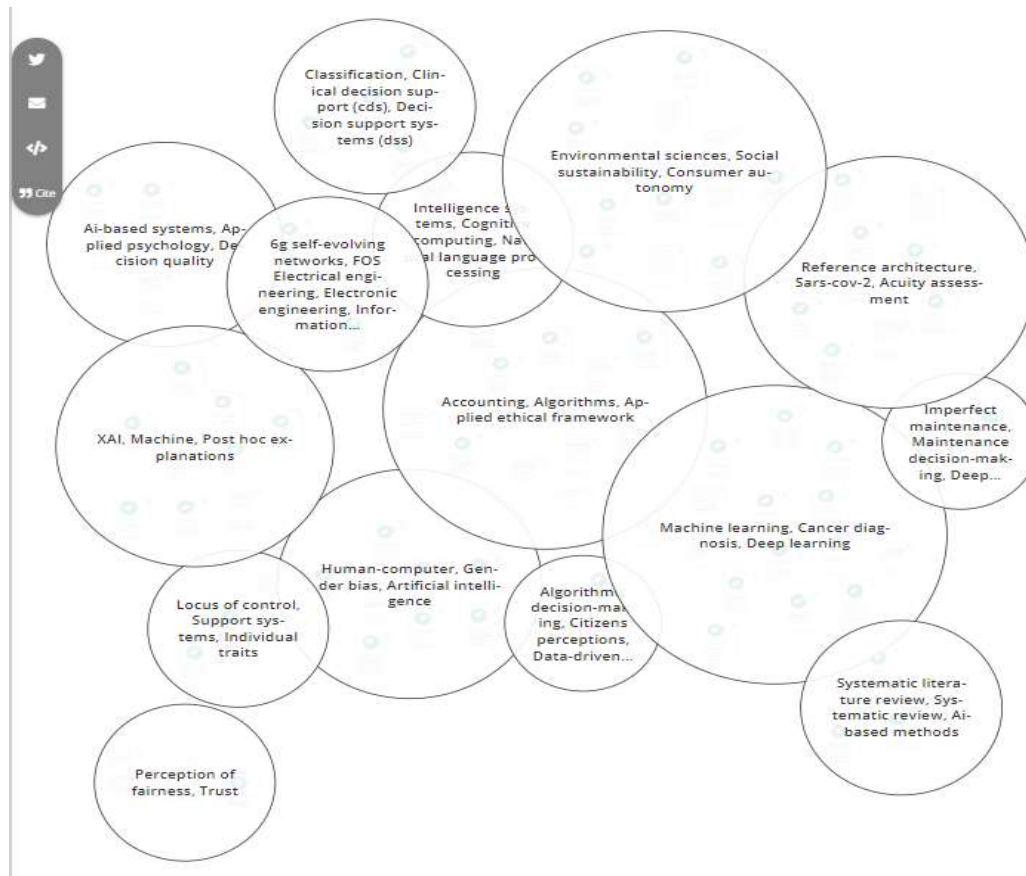 Cite
Classification, Clin-
ical decision sup-
port (cds), Deci-
sion support sys-
tems (dss)
Environmental sciences, Social
sustainability, Consumer au-
tonomy
Ai-based systems, Ap-
plied psychology, De
cision quality
6g self-evolving
networks, FOS
Electrical engi-
neering, Electronic
engineering, Infor-
mation...
Intelligence s tems, Cogniti
computing, Na
al language pro
cessing
Reference architecture,
Sars-cov-2, Acuity assess-
ment
Accounting, Algorithms, Ap-
plied ethical framework
Imperfect
maintenance,
Maintenance
decision-mak-
ing, Deep...
XAI, Machine, Post hoc ex-
planations
Machine learning, Cancer diag-
nosis, Deep learning
Human-computer, Gen-
der bias, Artificial intelli-
gence
Algorithm
decision-ma
ing, Citizens
perceptions,
Data-driven...
Locus of control,
Support sys-
tems, Individual
traits
Systematic litera-
ture review, Sys-
tematic review, Ai-
based methods
Perception of
fairness, Trust